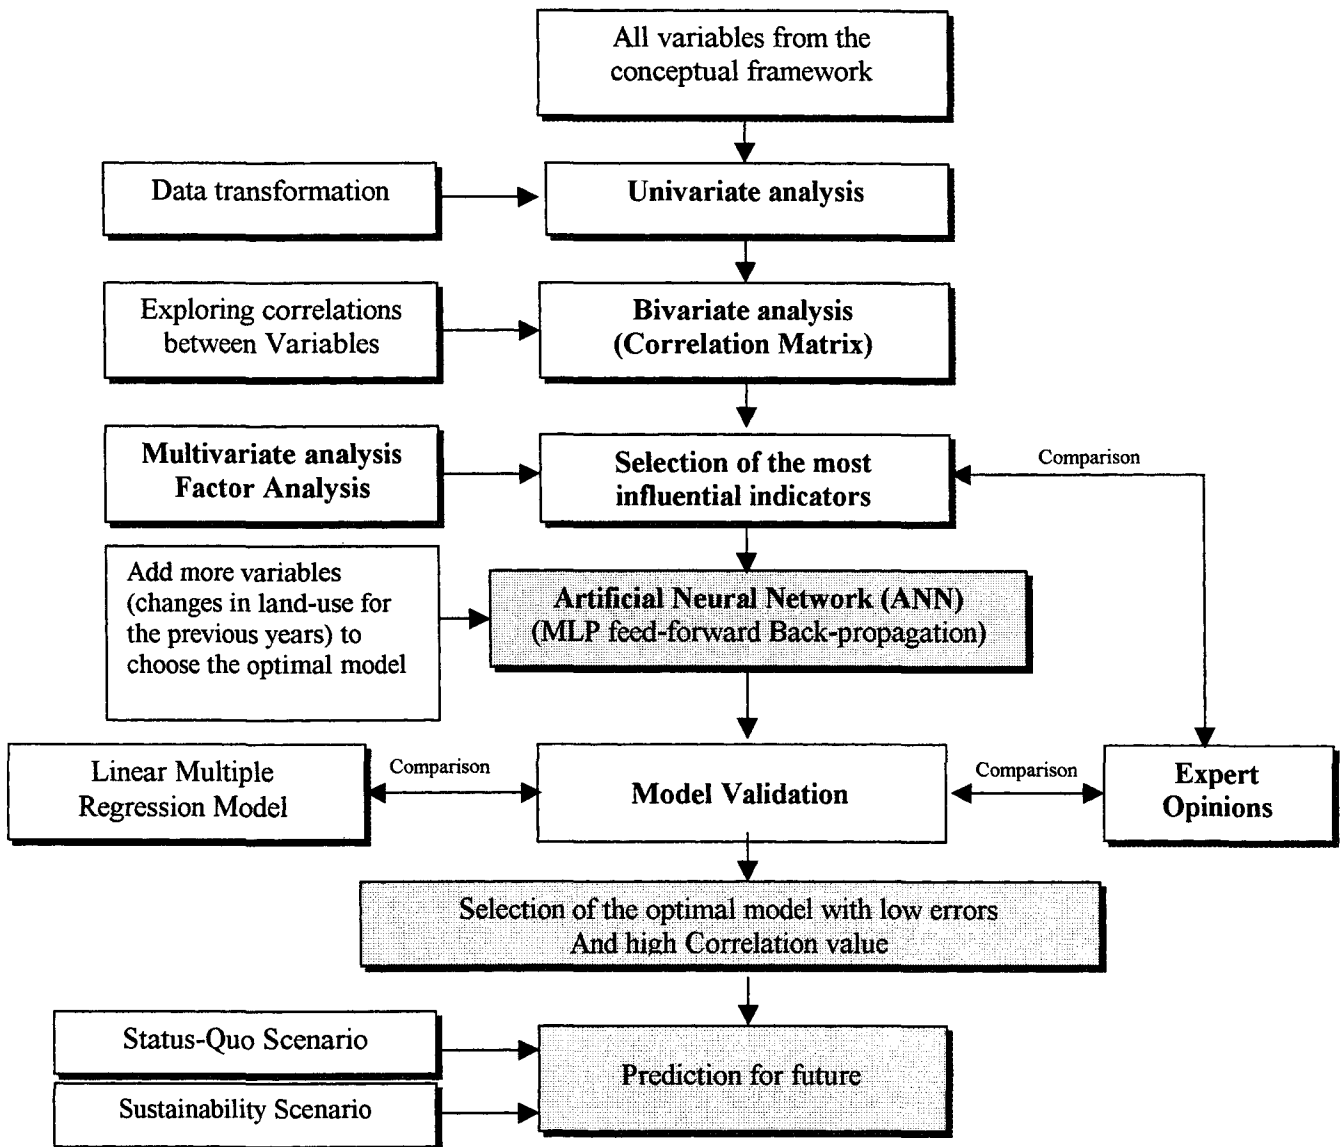 All variables from the
conceptual framework
Data transformation
Univariate analysis
Exploring correlations
between Variables
Bivariate analysis
(Correlation Matrix)
Multivariate analysis
Factor Analysis
Selection of the most
influential indicators
Comparison
Add more variables
(changes in land-use for
the previous years) to
choose the optimal model
Artificial Neural Network (ANN)
(MLP feed-forward Back-propagation)
Linear Multiple
Regression Model
Comparison
Model Validation
Comparison
Expert
Opinions
Selection of the optimal model with low errors
And high Correlation value
Status-Quo Scenario
Sustainability Scenario
Prediction for future